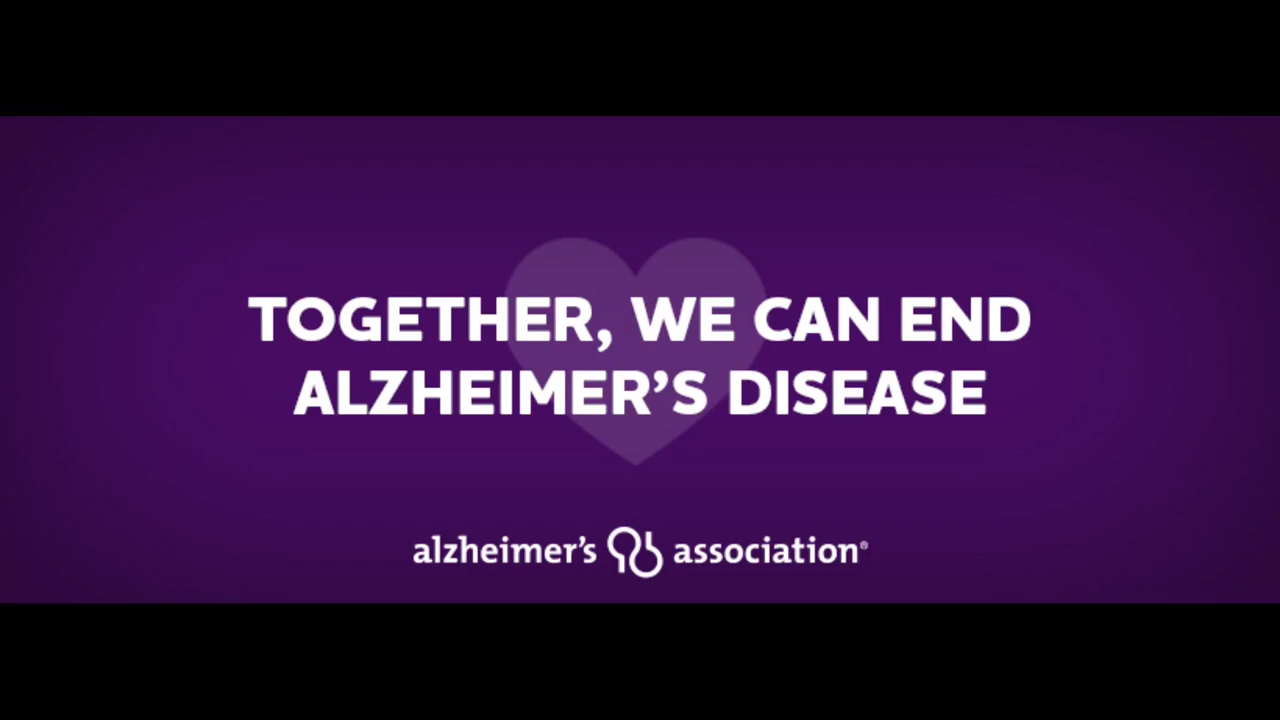 TOGETHER, WE CAN END
ALZHEIMER’S DISEASE
alzheimer’s association®